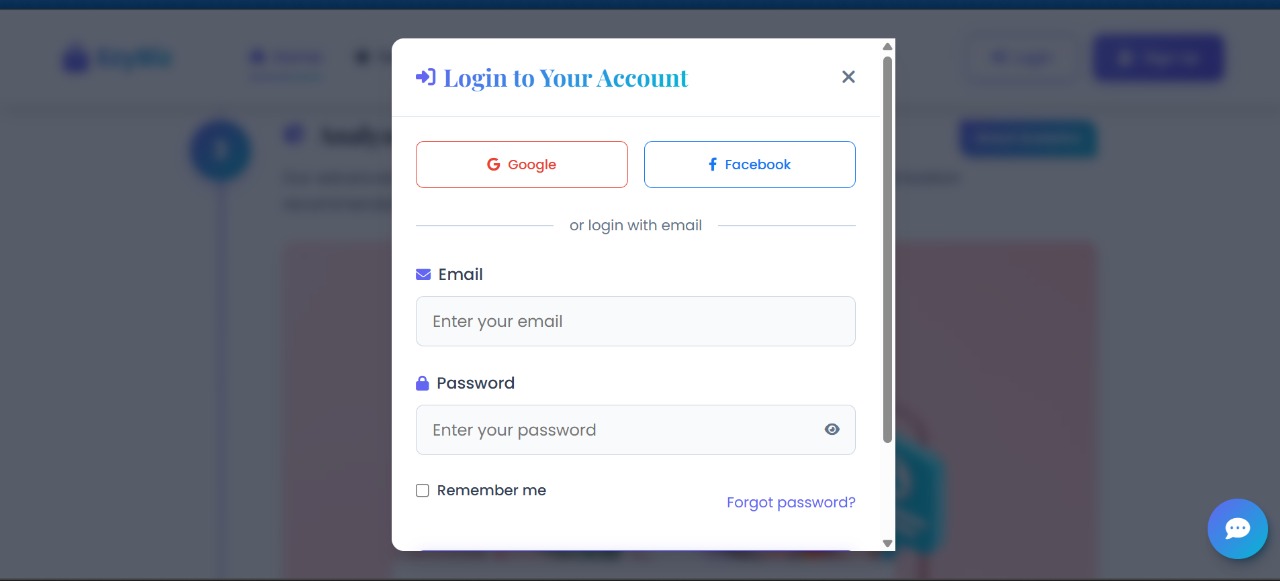 Login to Your Account
Google
Facebook
or login with email
Email
Enter your email
Password
Enter your password
Remember me
Forgot password?